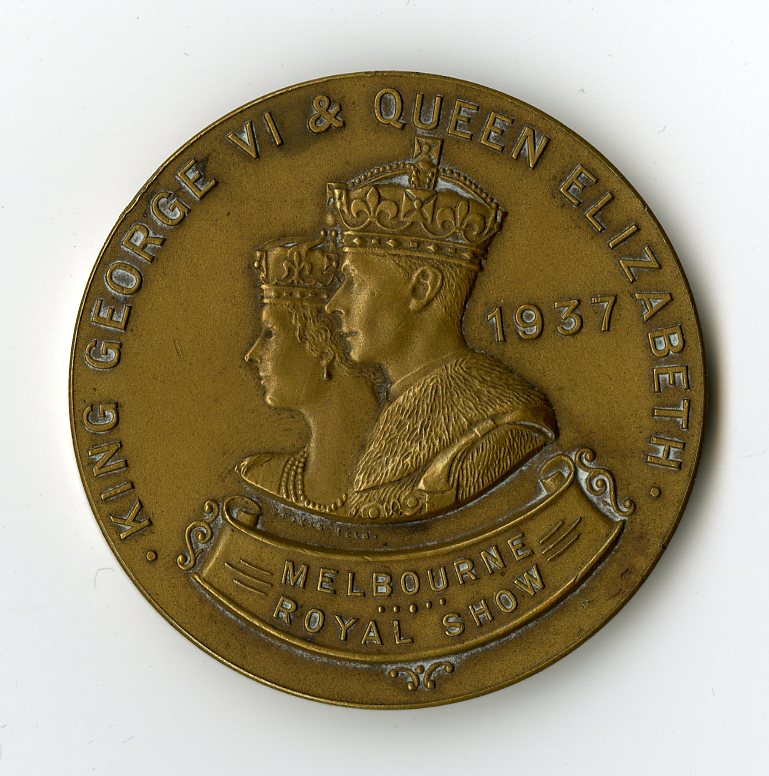 · KING GEORGE VI & QUEEN ELIZABETH ·
1937
MELBOURNE
ROYAL SHOW